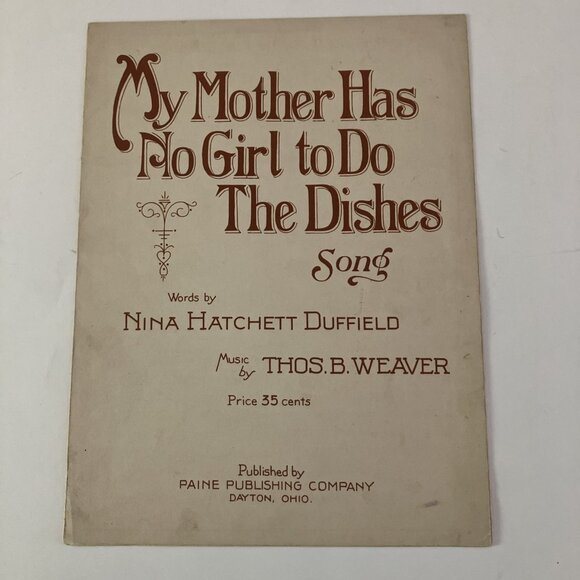 My Mother Has
No Girl to Do
The Dishes
Song
Words by
NINA HATCHETT DUFFIELD
Music by THOS. B. WEAVER
Price 35 cents
Published by
PAINE PUBLISHING COMPANY
DAYTON, OHIO.